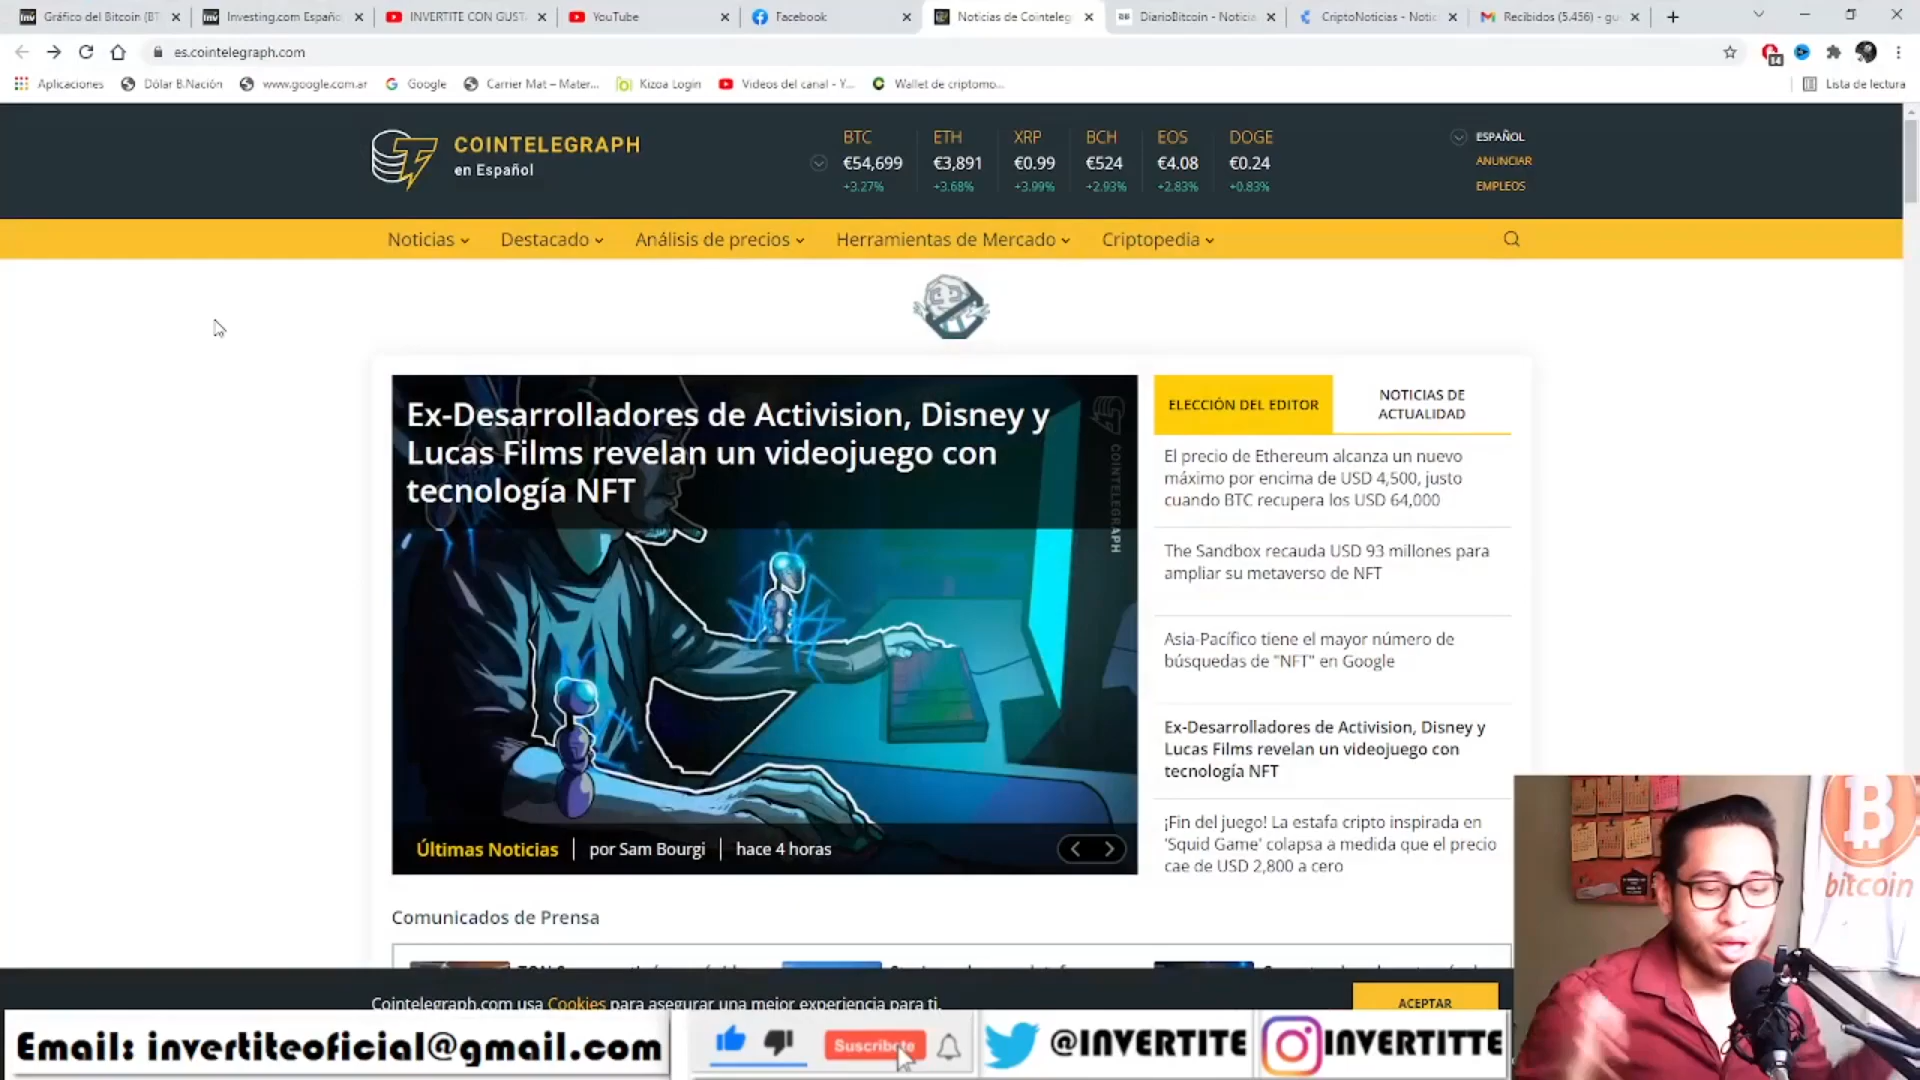 Gráfico del Bitcoin (BT
Investing.com Españo
INVERTITE CON GUST
YouTube
Facebook
Noticias de Cointeleg
DiarioBitcoin - Noticia
CriptoNoticias - Notic
Recibidos (5.456) - gu
es.cointelegraph.com
14
Aplicaciones
Dólar B.Nación
www.google.com.ar
Google
Carrier Mat – Mater...
Kizoa Login
Videos del canal - Y...
Wallet de criptomo...
Lista de lectura
COINTELEGRAPH
en Español
BTC ETH XRP BCH EOS DOGE
€54,699 €3,891 €0.99 €524 €4.08 €0.24
+3.27% +3.68% +3.99% +2.93% +2.83% +0.83%
ESPAÑOL
ANUNCIAR
EMPLEOS
Noticias
Destacado
Análisis de precios
Herramientas de Mercado
Criptopedia
Ex-Desarrolladores de Activision, Disney y
Lucas Films revelan un videojuego con
tecnología NFT
COINTELEGRAPH
Últimas Noticias | por Sam Bourgi | hace 4 horas
ELECCIÓN DEL EDITOR
NOTICIAS DE
ACTUALIDAD
El precio de Ethereum alcanza un nuevo
máximo por encima de USD 4,500, justo
cuando BTC recupera los USD 64,000
The Sandbox recauda USD 93 millones para
ampliar su metaverso de NFT
Asia-Pacífico tiene el mayor número de
búsquedas de "NFT" en Google
Ex-Desarrolladores de Activision, Disney y
Lucas Films revelan un videojuego con
tecnología NFT
¡Fin del juego! La estafa cripto inspirada en
'Squid Game' colapsa a medida que el precio
cae de USD 2,800 a cero
Comunicados de Prensa
Cointelegraph.com usa Cookies para asegurar una mejor experiencia para ti.
ACEPTAR
bitcoin
Email: invertiteoficial@gmail.com
Suscribete
@INVERTITE
INVERTITTE